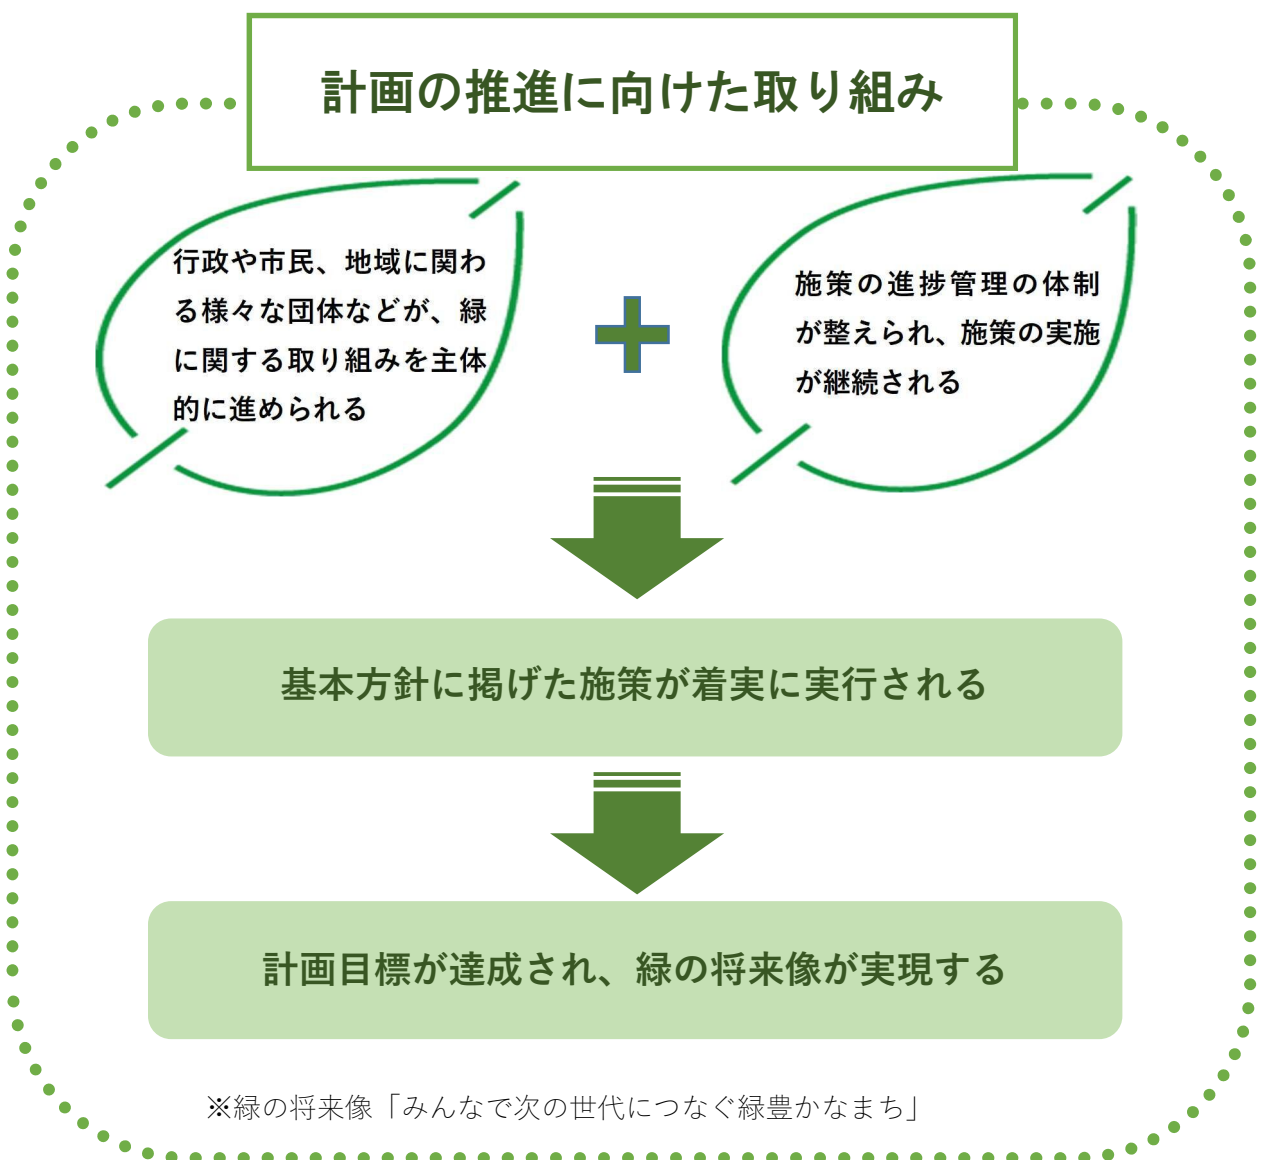 計画の推進に向けた取り組み
行政や市民、地域に関わ
る様々な団体などが、緑
に関する取り組みを主体
的に進められる
施策の進捗管理の体制
が整えられ、施策の実施
が継続される
基本方針に掲げた施策が着実に実行される
計画目標が達成され、緑の将来像が実現する
※緑の将来像「みんなで次の世代につなぐ緑豊かなまち」